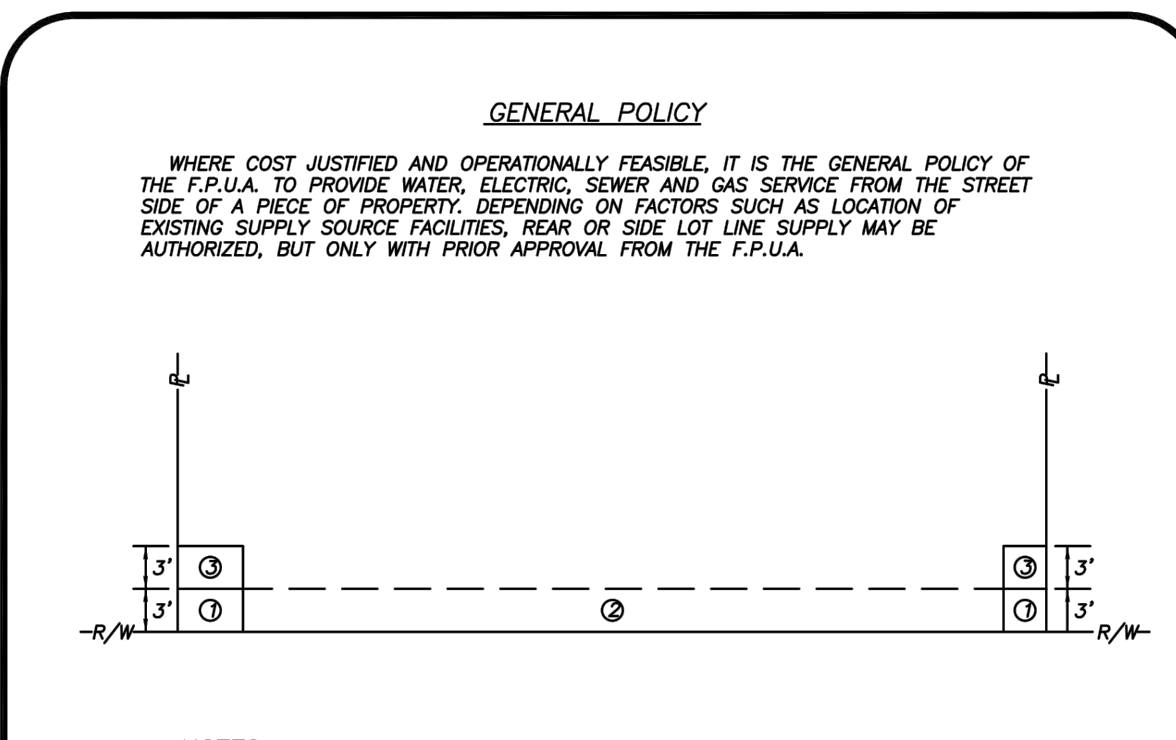 GENERAL POLICY
WHERE COST JUSTIFIED AND OPERATIONALLY FEASIBLE, IT IS THE GENERAL POLICY OF
THE F.P.U.A. TO PROVIDE WATER, ELECTRIC, SEWER AND GAS SERVICE FROM THE STREET
SIDE OF A PIECE OF PROPERTY. DEPENDING ON FACTORS SUCH AS LOCATION OF
EXISTING SUPPLY SOURCE FACILITIES, REAR OR SIDE LOT LINE SUPPLY MAY BE
AUTHORIZED, BUT ONLY WITH PRIOR APPROVAL FROM THE F.P.U.A.
PL PL
3' ③ ③ 3'
3' ① ② ① 3'
R/W R/W